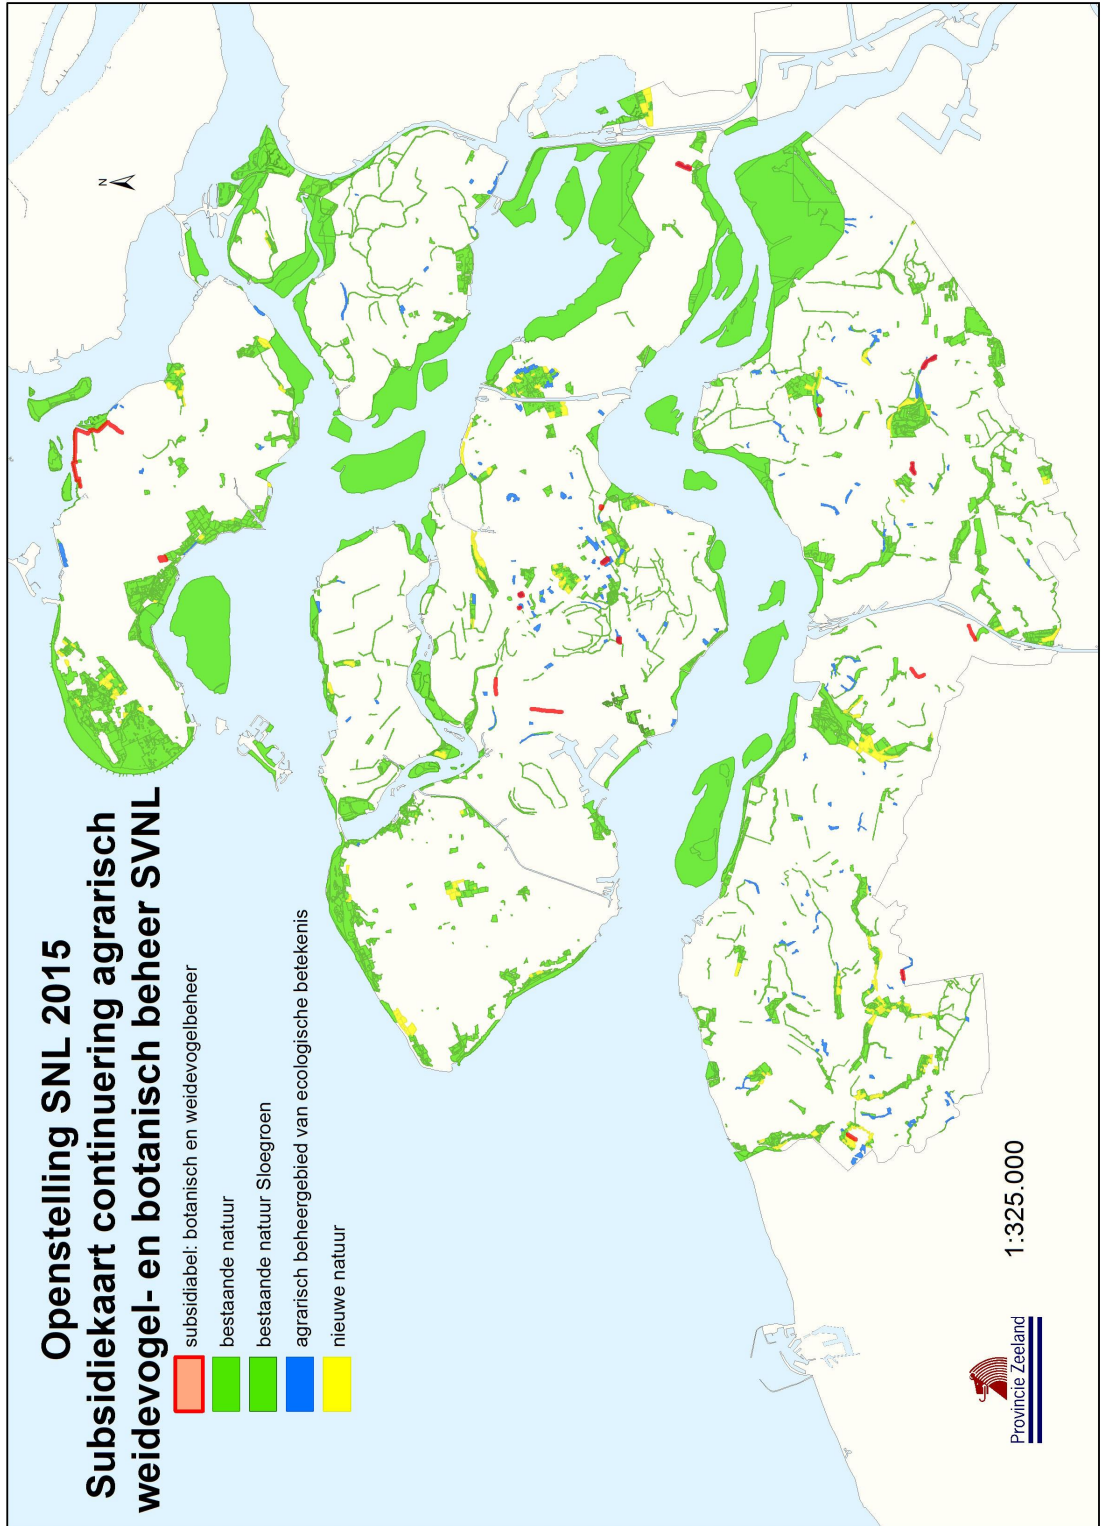 Openstelling SNL 2015
Subsidiekaart continuering agrarisch
weidevogel- en botanisch beheer SVNL
subsidiabel: botanisch en weidevogelbeheer
bestaande natuur
bestaande natuur Sloegroen
agrarisch beheergebied van ecologische betekenis
nieuwe natuur
N
1:325.000
Provincie Zeeland